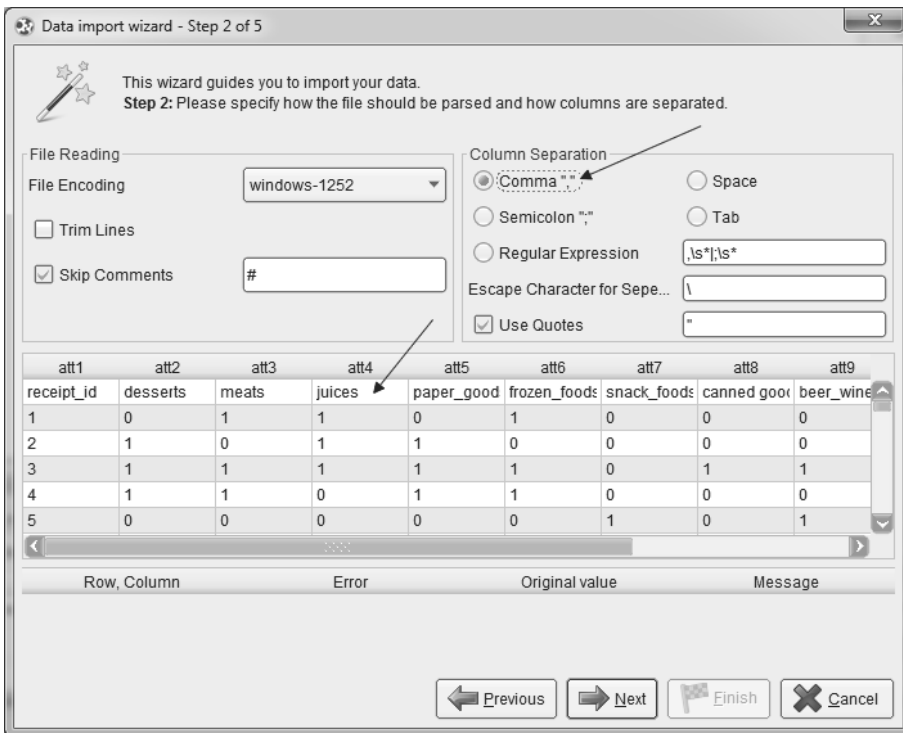 Data import wizard - Step 2 of 5
This wizard guides you to import your data.
Step 2: Please specify how the file should be parsed and how columns are separated.
File Reading
File Encoding windows-1252
Trim Lines
Skip Comments #
Column Separation
Comma "," Space
Semicolon ";" Tab
Regular Expression ,\s*|;\s*
Escape Character for Sepe... \
Use Quotes "
att1 att2 att3 att4 att5 att6 att7 att8 att9
receipt_id desserts meats juices paper_good frozen_foods snack_foods canned good beer_wine
1 0 1 1 0 1 0 0 0
2 1 0 1 1 0 0 0 0
3 1 1 1 1 1 0 1 1
4 1 1 0 1 1 0 0 0
5 0 0 0 0 0 1 0 1
Row, Column Error Original value Message
Previous Next Finish Cancel